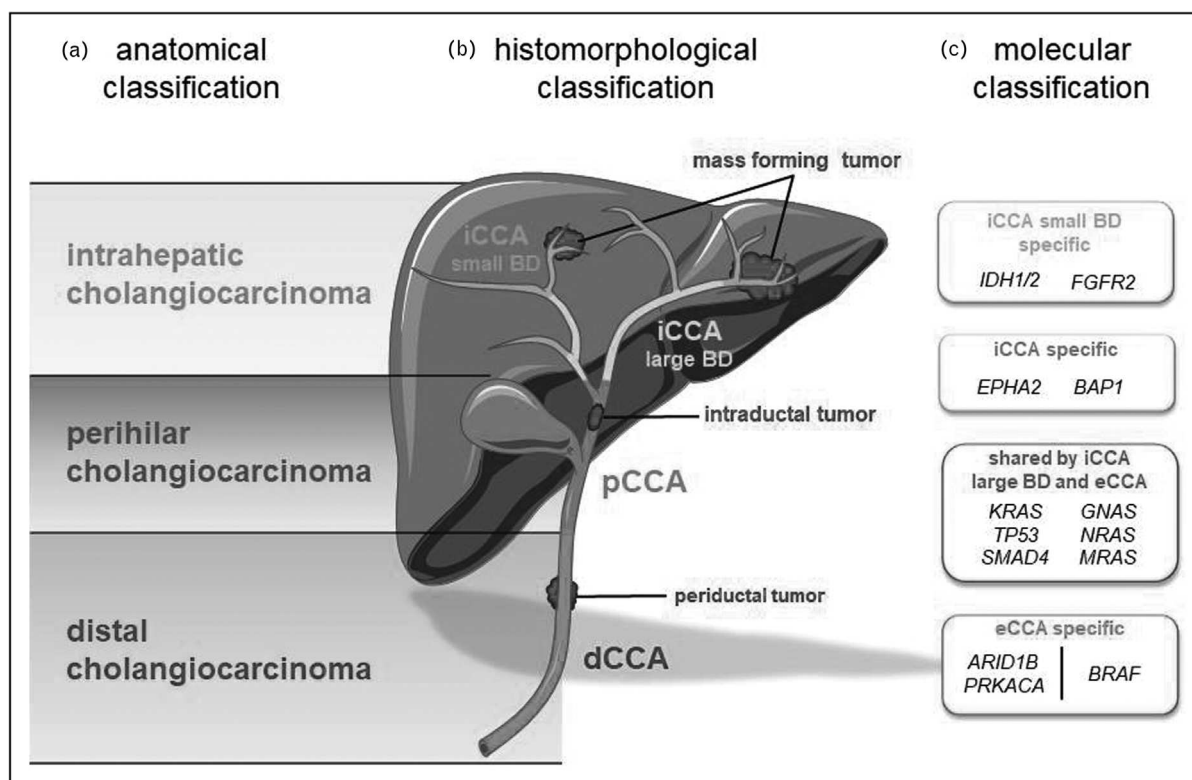 (a) anatomical
classification
(b) histomorphological
classification
(c) molecular
classification
intrahepatic
cholangiocarcinoma
perihilar
cholangiocarcinoma
distal
cholangiocarcinoma
mass forming tumor
iCCA
small BD
iCCA
large BD
intraductal tumor
pCCA
periductal tumor
dCCA
iCCA small BD
specific
IDH1/2 FGFR2
iCCA specific
EPHA2 BAP1
shared by iCCA
large BD and eCCA
KRAS GNAS
TP53 NRAS
SMAD4 MRAS
eCCA specific
ARID1B
PRKACA
BRAF